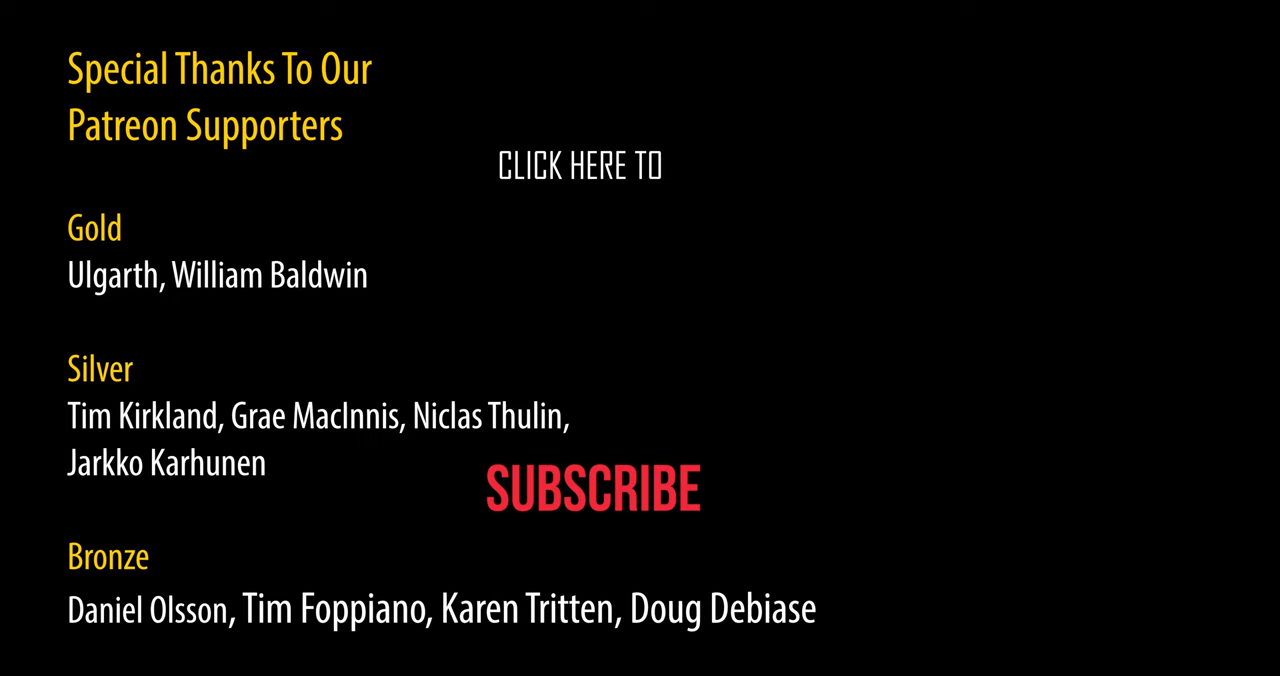 Special Thanks To Our
Patreon Supporters
CLICK HERE TO
Gold
Ulgarth, William Baldwin
Silver
Tim Kirkland, Grae MacInnis, Niclas Thulin,
Jarkko Karhunen
SUBSCRIBE
Bronze
Daniel Olsson, Tim Foppiano, Karen Tritten, Doug Debiase